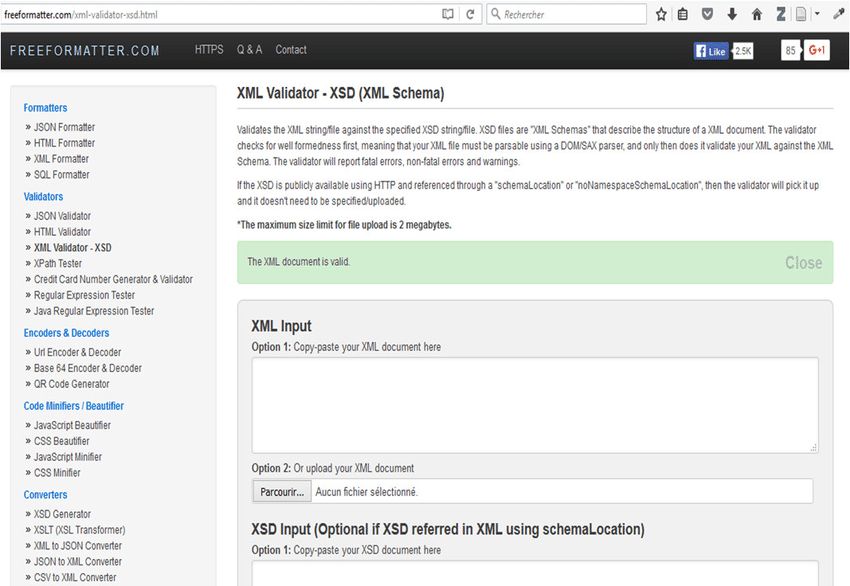 freeformatter.com/xml-validator-xsd.html
Rechercher
FREEFORMATTER.COM
HTTPS Q & A Contact
Like 2.5K
85 G+1
Formatters
» JSON Formatter
» HTML Formatter
» XML Formatter
» SQL Formatter
Validators
» JSON Validator
» HTML Validator
» XML Validator - XSD
» XPath Tester
» Credit Card Number Generator & Validator
» Regular Expression Tester
» Java Regular Expression Tester
Encoders & Decoders
» Url Encoder & Decoder
» Base 64 Encoder & Decoder
» QR Code Generator
Code Minifiers / Beautifier
» JavaScript Beautifier
» CSS Beautifier
» JavaScript Minifier
» CSS Minifier
Converters
» XSD Generator
» XSLT (XSL Transformer)
» XML to JSON Converter
» JSON to XML Converter
» CSV to XML Converter
XML Validator - XSD (XML Schema)
Validates the XML string/file against the specified XSD string/file. XSD files are "XML Schemas" that describe the structure of a XML document. The validator
checks for well formedness first, meaning that your XML file must be parsable using a DOM/SAX parser, and only then does it validate your XML against the XML
Schema. The validator will report fatal errors, non-fatal errors and warnings.
If the XSD is publicly available using HTTP and referenced through a "schemaLocation" or "noNamespaceSchemaLocation", then the validator will pick it up
and it doesn't need to be specified/uploaded.
*The maximum size limit for file upload is 2 megabytes.
The XML document is valid.
Close
XML Input
Option 1: Copy-paste your XML document here
Option 2: Or upload your XML document
Parcourir... Aucun fichier sélectionné.
XSD Input (Optional if XSD referred in XML using schemaLocation)
Option 1: Copy-paste your XSD document here